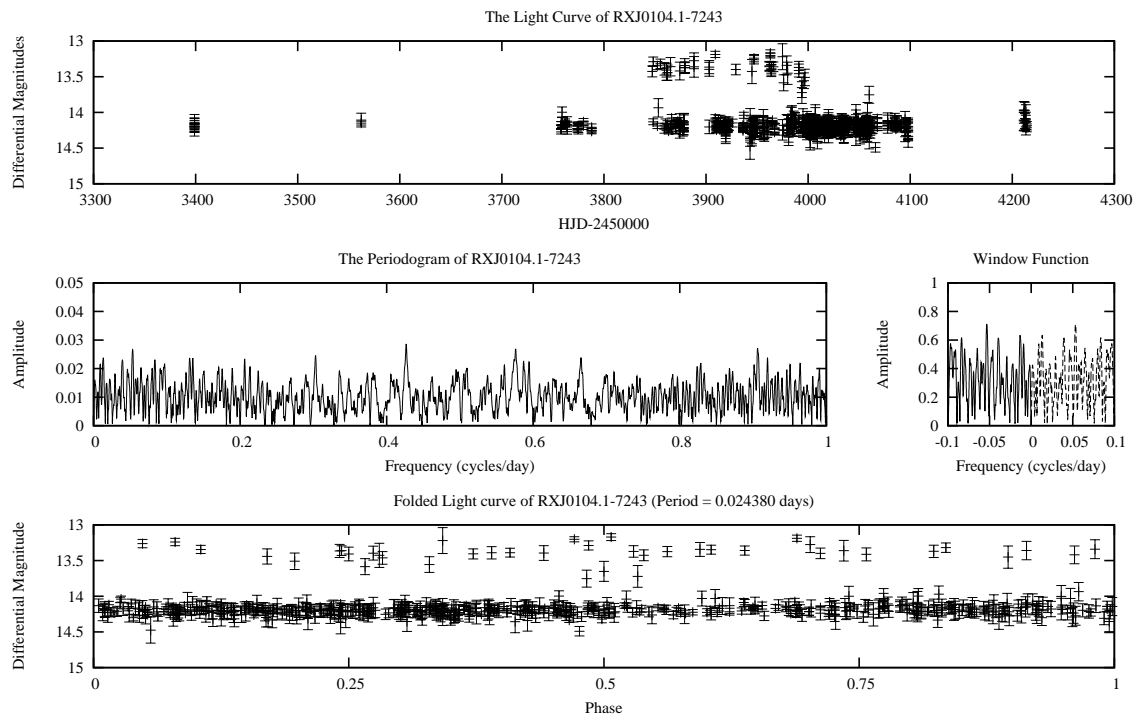 The Light Curve of RXJ0104.1-7243
Differential Magnitudes
13
13.5
14
14.5
15
3300 3400 3500 3600 3700 3800 3900 4000 4100 4200 4300
HJD-2450000
The Periodogram of RXJ0104.1-7243
Amplitude
0.05
0.04
0.03
0.02
0.01
0
0 0.2 0.4 0.6 0.8 1
Frequency (cycles/day)
Window Function
Amplitude
1
0.8
0.6
0.4
0.2
0
-0.1 -0.05 0 0.05 0.1
Frequency (cycles/day)
Folded Light curve of RXJ0104.1-7243 (Period = 0.024380 days)
Differential Magnitude
13
13.5
14
14.5
15
0 0.25 0.5 0.75 1
Phase